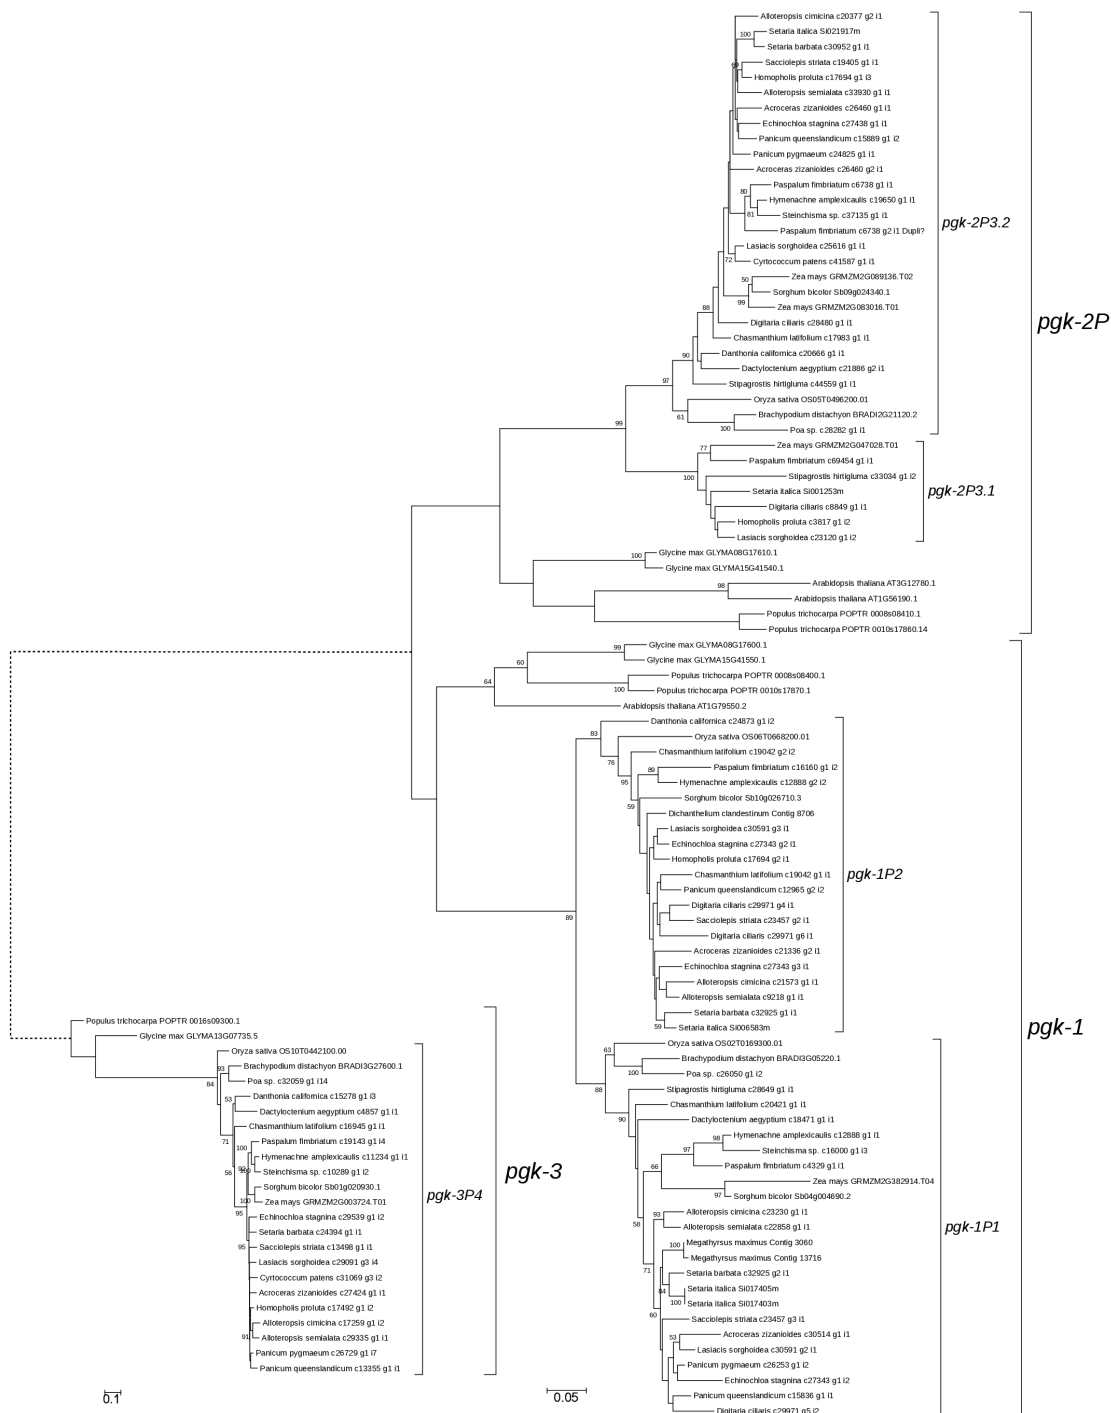 Alloteropsis cimicina c20377 g2 i1
Setaria italica Si021917m
100
Setaria barbata c30952 g1 i1
Sacciolepis striata c19405 g1 i1
Homopholis proluta c17694 g1 i3
Alloteropsis semialata c33930 g1 i1
Acroceras zizanioides c26460 g1 i1
Echinochloa stagnina c27438 g1 i1
Panicum queenslandicum c15889 g1 i2
Panicum pygmaeum c24825 g1 i1
Acroceras zizanioides c26460 g2 i1
Paspalum fimbriatum c6738 g1 i1
80
Hymenachne amplexicaulis c19650 g1 i1
81
Steinchisma sp. c37135 g1 i1
pgk-2P3.2
Paspalum fimbriatum c6738 g2 i1 Dupli?
Lasiacis sorghoidea c25616 g1 i1
72
Cyrtococcum patens c41587 g1 i1
Zea mays GRMZM2G089136.T02
50
Sorghum bicolor Sb09g024340.1
99
Zea mays GRMZM2G083016.T01
88
Digitaria ciliaris c28480 g1 i1
pgk-2P
Chasmanthium latifolium c17983 g1 i1
Danthonia californica c20666 g1 i1
90
Dactyloctenium aegyptium c21886 g2 i1
97
Stipagrostis hirtigluma c44559 g1 i1
Oryza sativa OS05T0496200.01
61
Brachypodium distachyon BRADI2G21120.2
99
100
Poa sp. c28282 g1 i1
Zea mays GRMZM2G047028.T01
77
Paspalum fimbriatum c69454 g1 i1
100
Stipagrostis hirtigluma c33034 g1 i2
pgk-2P3.1
Setaria italica Si001253m
Digitaria ciliaris c8849 g1 i1
Homopholis proluta c3817 g1 i2
Lasiacis sorghoidea c23120 g1 i2
Glycine max GLYMA08G17610.1
100
Glycine max GLYMA15G41540.1
Arabidopsis thaliana AT3G12780.1
98
Arabidopsis thaliana AT1G56190.1
Populus trichocarpa POPTR 0008s08410.1
Populus trichocarpa POPTR 0010s17860.14
Glycine max GLYMA08G17600.1
99
Glycine max GLYMA15G41550.1
60
Populus trichocarpa POPTR 0008s08400.1
64
100
Populus trichocarpa POPTR 0010s17870.1
Arabidopsis thaliana AT1G79550.2
Danthonia californica c24873 g1 i2
83
Oryza sativa OS06T0668200.01
76
Chasmanthium latifolium c19042 g2 i2
89
Paspalum fimbriatum c16160 g1 i2
95
Hymenachne amplexicaulis c12888 g2 i2
Sorghum bicolor Sb10g026710.3
59
Dichanthelium clandestinum Contig 8706
Lasiacis sorghoidea c30591 g3 i1
Echinochloa stagnina c27343 g2 i1
Homopholis proluta c17694 g2 i1
Chasmanthium latifolium c19042 g1 i1
pgk-1P2
Panicum queenslandicum c12965 g2 i2
Digitaria ciliaris c29971 g4 i1
89
Sacciolepis striata c23457 g2 i1
Digitaria ciliaris c29971 g6 i1
Acroceras zizanioides c21336 g2 i1
Echinochloa stagnina c27343 g3 i1
Alloteropsis cimicina c21573 g1 i1
Alloteropsis semialata c9218 g1 i1
Setaria barbata c32925 g1 i1
59
Setaria italica Si006583m
pgk-1
Populus trichocarpa POPTR 0016s09300.1
Glycine max GLYMA13G07735.5
Oryza sativa OS02T0169300.01
Oryza sativa OS10T0442100.00
63
Brachypodium distachyon BRADI3G05220.1
93
Brachypodium distachyon BRADI3G27600.1
100
Poa sp. c26050 g1 i2
84
Poa sp. c32059 g1 i14
88
Stipagrostis hirtigluma c28649 g1 i1
53
Danthonia californica c15278 g1 i3
Chasmanthium latifolium c20421 g1 i1
Dactyloctenium aegyptium c4857 g1 i1
90
Dactyloctenium aegyptium c18471 g1 i1
Chasmanthium latifolium c16945 g1 i1
71
Paspalum fimbriatum c19143 g1 i4
98
Hymenachne amplexicaulis c12888 g1 i1
100
Hymenachne amplexicaulis c11234 g1 i1
97
Steinchisma sp. c16000 g1 i3
56
Steinchisma sp. c10289 g1 i2
66
Paspalum fimbriatum c4329 g1 i1
pgk-3
Sorghum bicolor Sb01g020930.1
Zea mays GRMZM2G382914.T04
pgk-3P4
100
Zea mays GRMZM2G003724.T01
97
Sorghum bicolor Sb04g004690.2
95
Echinochloa stagnina c29539 g1 i2
Alloteropsis cimicina c23230 g1 i1
93
58
Setaria barbata c24394 g1 i1
Alloteropsis semialata c22858 g1 i1
pgk-1P1
95
Sacciolepis striata c13498 g1 i1
100
Megathyrsus maximus Contig 3060
Lasiacis sorghoidea c29091 g3 i4
Megathyrsus maximus Contig 13716
71
Cyrtococcum patens c31069 g3 i2
Setaria barbata c32925 g2 i1
84
Acroceras zizanioides c27424 g1 i1
Setaria italica Si017405m
100
Homopholis proluta c17492 g1 i2
Setaria italica Si017403m
60
Alloteropsis cimicina c17259 g1 i2
Sacciolepis striata c23457 g3 i1
91
Alloteropsis semialata c29335 g1 i1
53
Acroceras zizanioides c30514 g1 i1
Panicum pygmaeum c26729 g1 i7
Lasiacis sorghoidea c30591 g2 i1
Panicum queenslandicum c13355 g1 i1
Panicum pygmaeum c26253 g1 i2
Echinochloa stagnina c27343 g1 i2
0.1
0.05
Panicum queenslandicum c15836 g1 i1
Digitaria ciliaris c29971 g5 i2